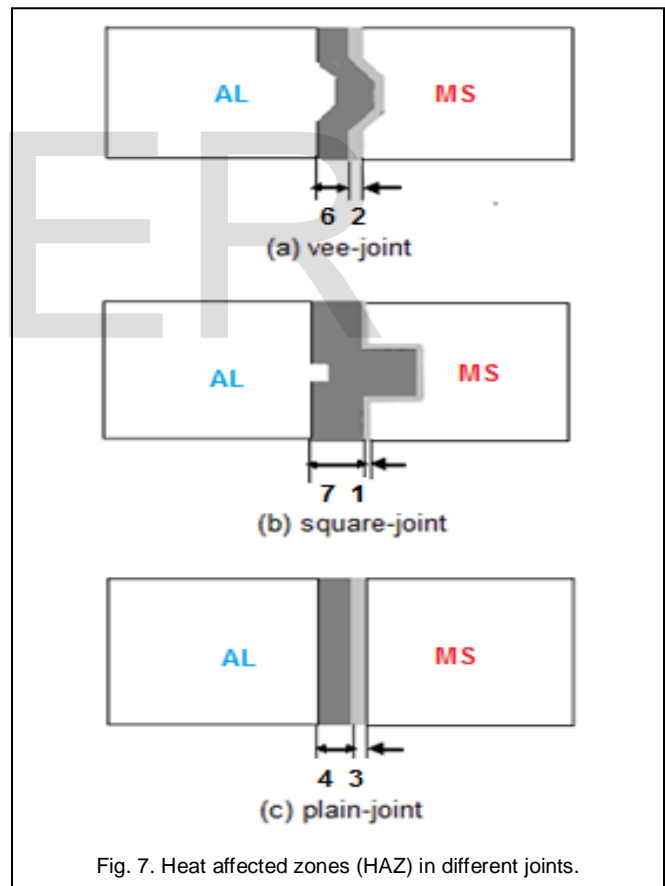 AL MS
6 2
(a) vee-joint
ER
AL MS
7 1
(b) square-joint
AL MS
4 3
(c) plain-joint
Fig. 7. Heat affected zones (HAZ) in different joints.